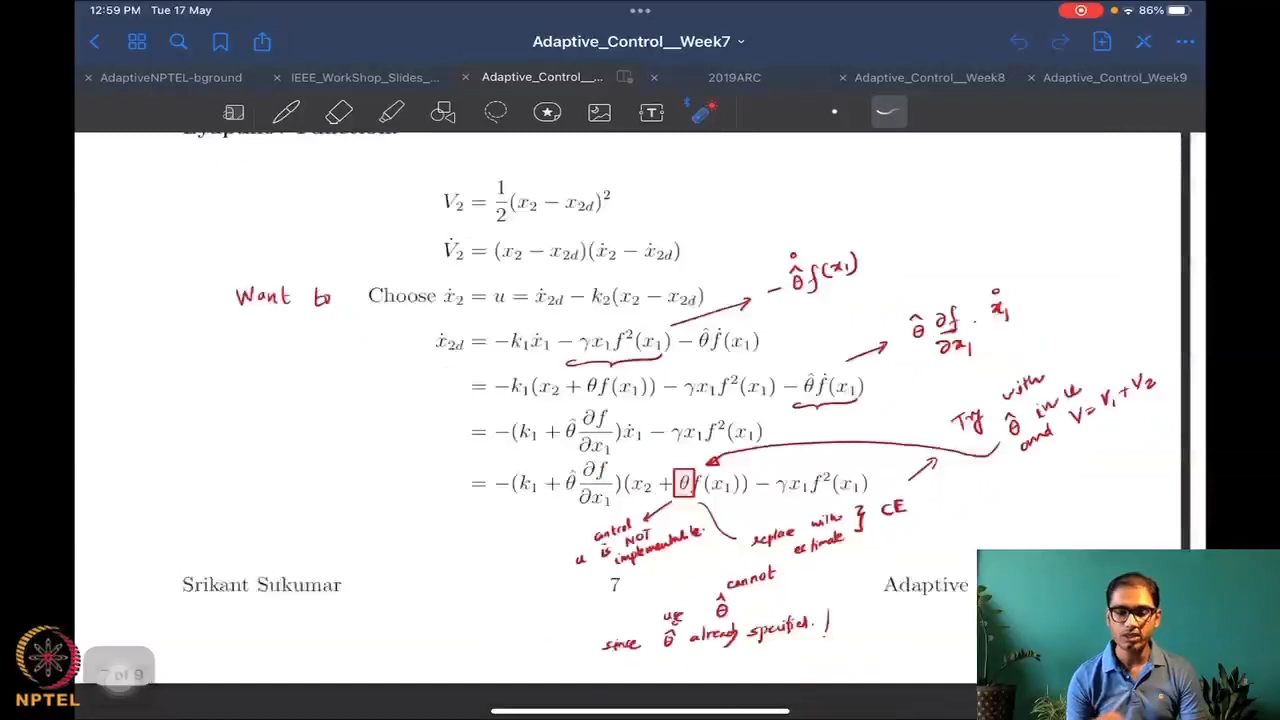 12:59 PM Tue 17 May
86%
Adaptive_Control__Week7
AdaptiveNPTEL-bground
IEEE_WorkShop_Slides_...
Adaptive_Control__...
2019ARC
Adaptive_Control__Week8
Adaptive_Control_Week9
V₂ = 1/2 (x₂ − x₂d)²
V̇₂ = (x₂ − x₂d)(ẋ₂ − ẋ₂d)
− θ̂̇ f(x₁)
Want to Choose ẋ₂ = u = ẋ₂d − k₂(x₂ − x₂d)
θ̂ ∂f/∂x₁ · ẋ₁
ẋ₂d = −k₁ẋ₁ − γx₁f²(x₁) − θ̂ḟ(x₁)
= −k₁(x₂ + θf(x₁)) − γx₁f²(x₁) − θ̂ḟ(x₁)
Try with
θ̂ in u
and V = V₁ + V₂
= −(k₁ + θ̂ ∂f/∂x₁)ẋ₁ − γx₁f²(x₁)
= −(k₁ + θ̂ ∂f/∂x₁)(x₂ + θf(x₁)) − γx₁f²(x₁)
control
u is NOT
implementable.
replace with
estimate } CE
Srikant Sukumar
7
Adaptive
cannot
use θ̂
since θ̂ already specified. !
7 of 9
NPTEL